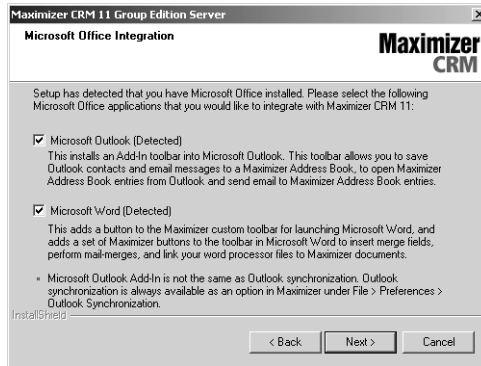 Maximizer CRM 11 Group Edition Server
Microsoft Office Integration
Maximizer
CRM
Setup has detected that you have Microsoft Office installed. Please select the following
Microsoft Office applications that you would like to integrate with Maximizer CRM 11:
Microsoft Outlook (Detected)
This installs an Add-In toolbar into Microsoft Outlook. This toolbar allows you to save
Outlook contacts and email messages to a Maximizer Address Book, to open Maximizer
Address Book entries from Outlook and send email to Maximizer Address Book entries.
Microsoft Word (Detected)
This adds a button to the Maximizer custom toolbar for launching Microsoft Word, and
adds a set of Maximizer buttons to the toolbar in Microsoft Word to insert merge fields,
perform mail-merges, and link your word processor files to Maximizer documents.
Microsoft Outlook Add-In is not the same as Outlook synchronization. Outlook
synchronization is always available as an option in Maximizer under File > Preferences >
Outlook Synchronization.
InstallShield
< Back Next > Cancel